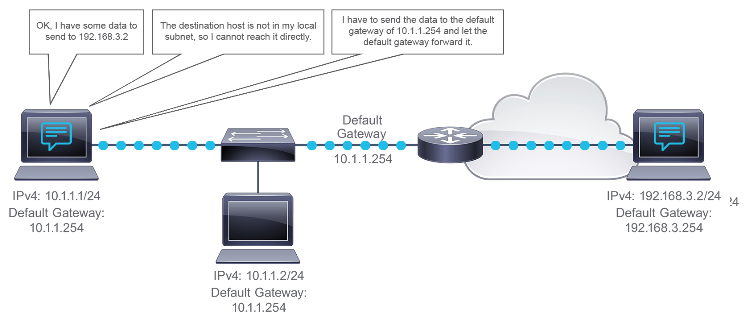 OK, I have some data to
send to 192.168.3.2
The destination host is not in my local
subnet, so I cannot reach it directly.
I have to send the data to the default
gateway of 10.1.1.254 and let the
default gateway forward it.
Default
Gateway
10.1.1.254
IPv4: 10.1.1.1/24
Default Gateway:
10.1.1.254
IPv4: 10.1.1.2/24
Default Gateway:
10.1.1.254
IPv4: 192.168.3.2/24
Default Gateway:
192.168.3.254
24